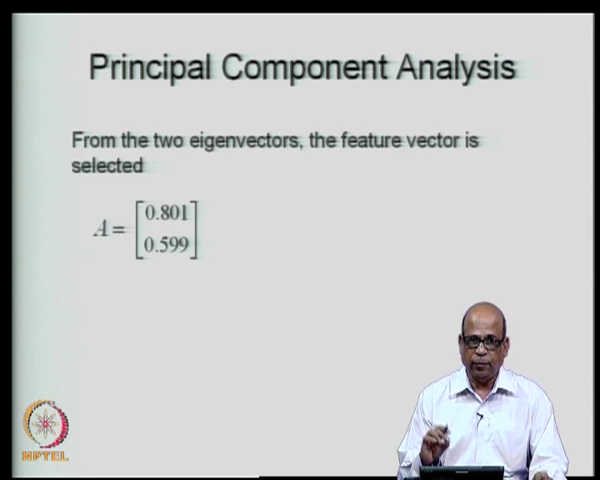 Principal Component Analysis
From the two eigenvectors, the feature vector is
selected
A = [0.801
0.599]
NPTEL